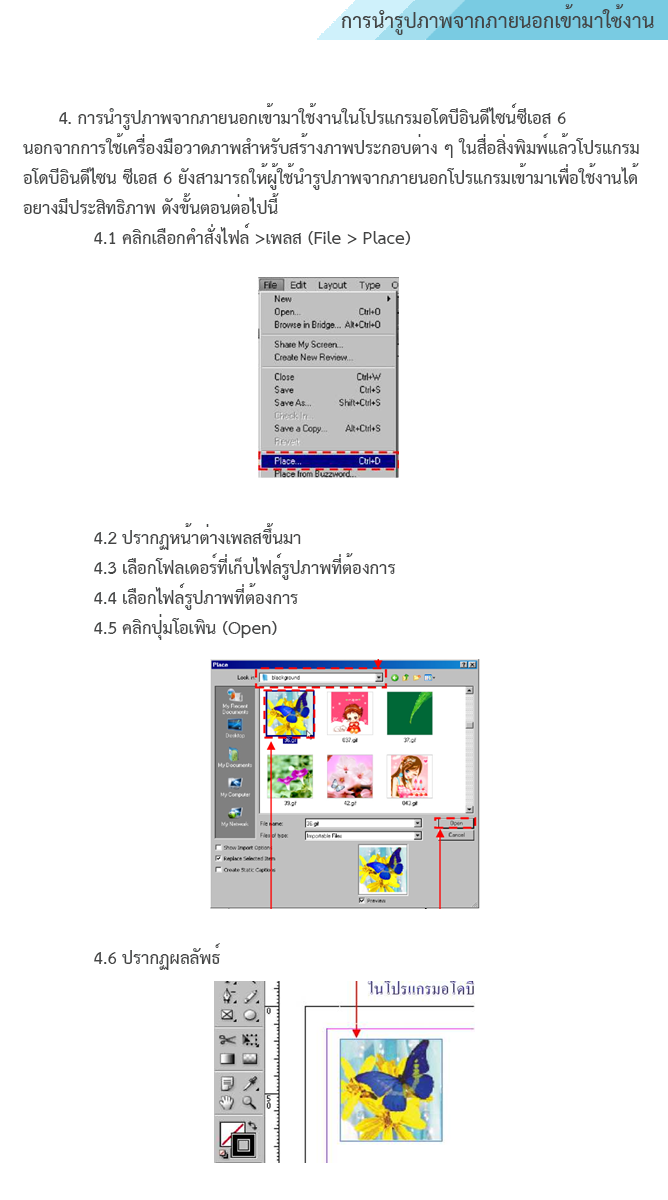 การนำรูปภาพจากภายนอกเข้ามาใช้งาน
4. การนำรูปภาพจากภายนอกเข้ามาใช้งานในโปรแกรมอโดบีอินดีไซน์ซีเอส 6
นอกจากการใช้เครื่องมือวาดภาพสำหรับสร้างภาพประกอบต่าง ๆ ในสื่อสิ่งพิมพ์แล้วโปรแกรม
อโดบีอินดีไซน ซีเอส 6 ยังสามารถให้ผู้ใช้นำรูปภาพจากภายนอกโปรแกรมเข้ามาเพื่อใช้งานได้
อยางมีประสิทธิภาพ ดังขั้นตอนต่อไปนี้
4.1 คลิกเลือกคำสั่งไฟล์ >เพลส (File > Place)
File Edit Layout Type O
New
Open... Ctrl+O
Browse in Bridge... Alt+Ctrl+O
Share My Screen...
Create New Review...
Close Ctrl+W
Save Ctrl+S
Save As... Shift+Ctrl+S
Check In...
Save a Copy... Alt+Ctrl+S
Revert
Place... Ctrl+D
Place from Buzzword...
4.2 ปรากฏหน้าต่างเพลสขึ้นมา
4.3 เลือกโฟลเดอร์ที่เก็บไฟล์รูปภาพที่ต้องการ
4.4 เลือกไฟล์รูปภาพที่ต้องการ
4.5 คลิกปุ่มโอเพิน (Open)
Place
Look in: Background
My Recent Documents
Desktop
My Documents
My Computer
My Network
36.gif 037.gif 37.gif
39.gif 42.gif 043.gif
File name: 36.gif Open
Files of type: Importable Files Cancel
Show Import Options
Replace Selected Item
Create Static Captions
Preview
4.6 ปรากฏผลลัพธ์
ในโปรแกรมอโดบี
0
5
0